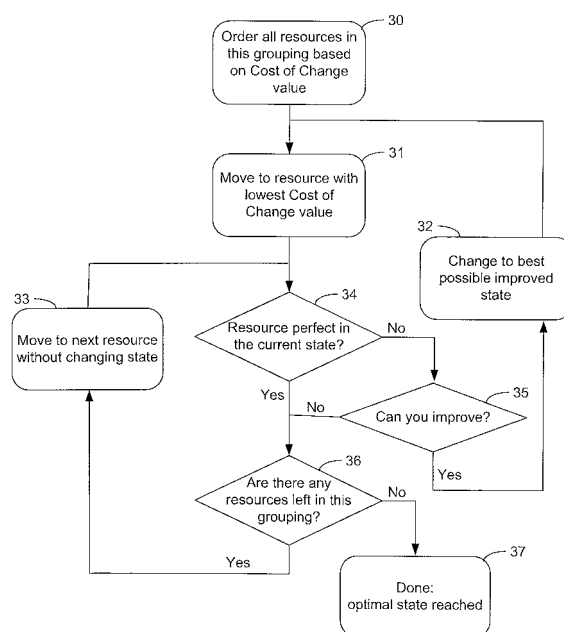 30
Order all resources in
this grouping based
on Cost of Change
value
31
Move to resource with
lowest Cost of
Change value
32
Change to best
possible improved
state
33
Move to next resource
without changing state
34
Resource perfect in
the current state?
No
Yes
35
Can you improve?
No
Yes
36
Are there any
resources left in this
grouping?
No
Yes
37
Done:
optimal state reached